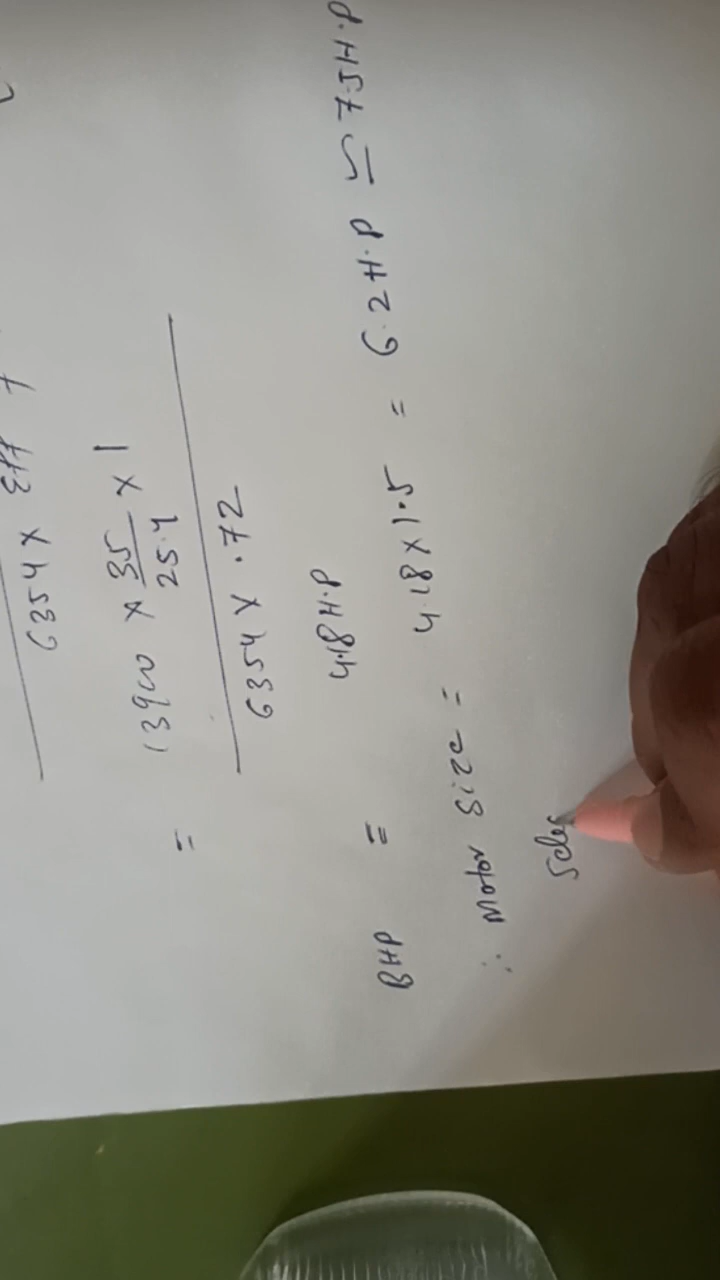 6354 x eff
= 13900 x 35/25.4 x 1
6354 x .72
BHP = 4.18 H.P
∴ Motor Size = 4.18 x 1.5 = 6.2 H.P 7.5 H.P
Selec